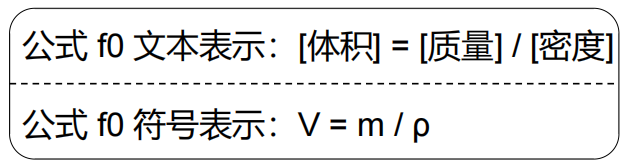 公式 f0 文本表示：[体积] = [质量] / [密度]
公式 f0 符号表示：V = m / ρ